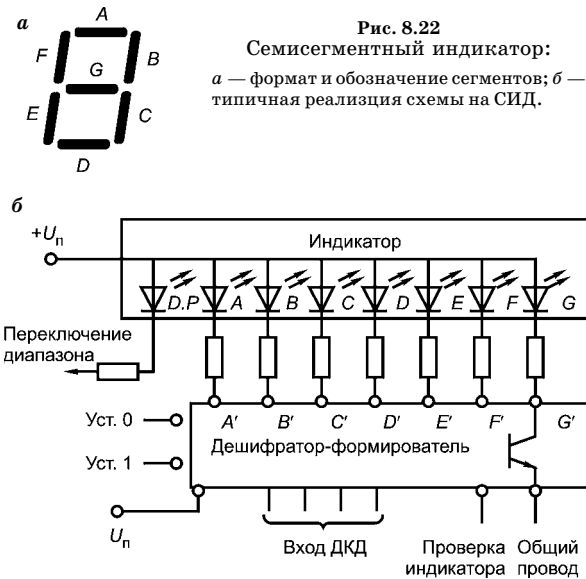 а
A
F
B
G
E
C
D
Рис. 8.22
Семисегментный индикатор:
а — формат и обозначение сегментов; б —
типичная реализция схемы на СИД.
б
+Uп
Индикатор
D.P A B C D E F G
Переключение
диапазона
Уст. 0
A′ B′ C′ D′ E′ F′ G′
Дешифратор-формирователь
Уст. 1
Uп
Вход ДКД
Проверка
индикатора
Общий
провод